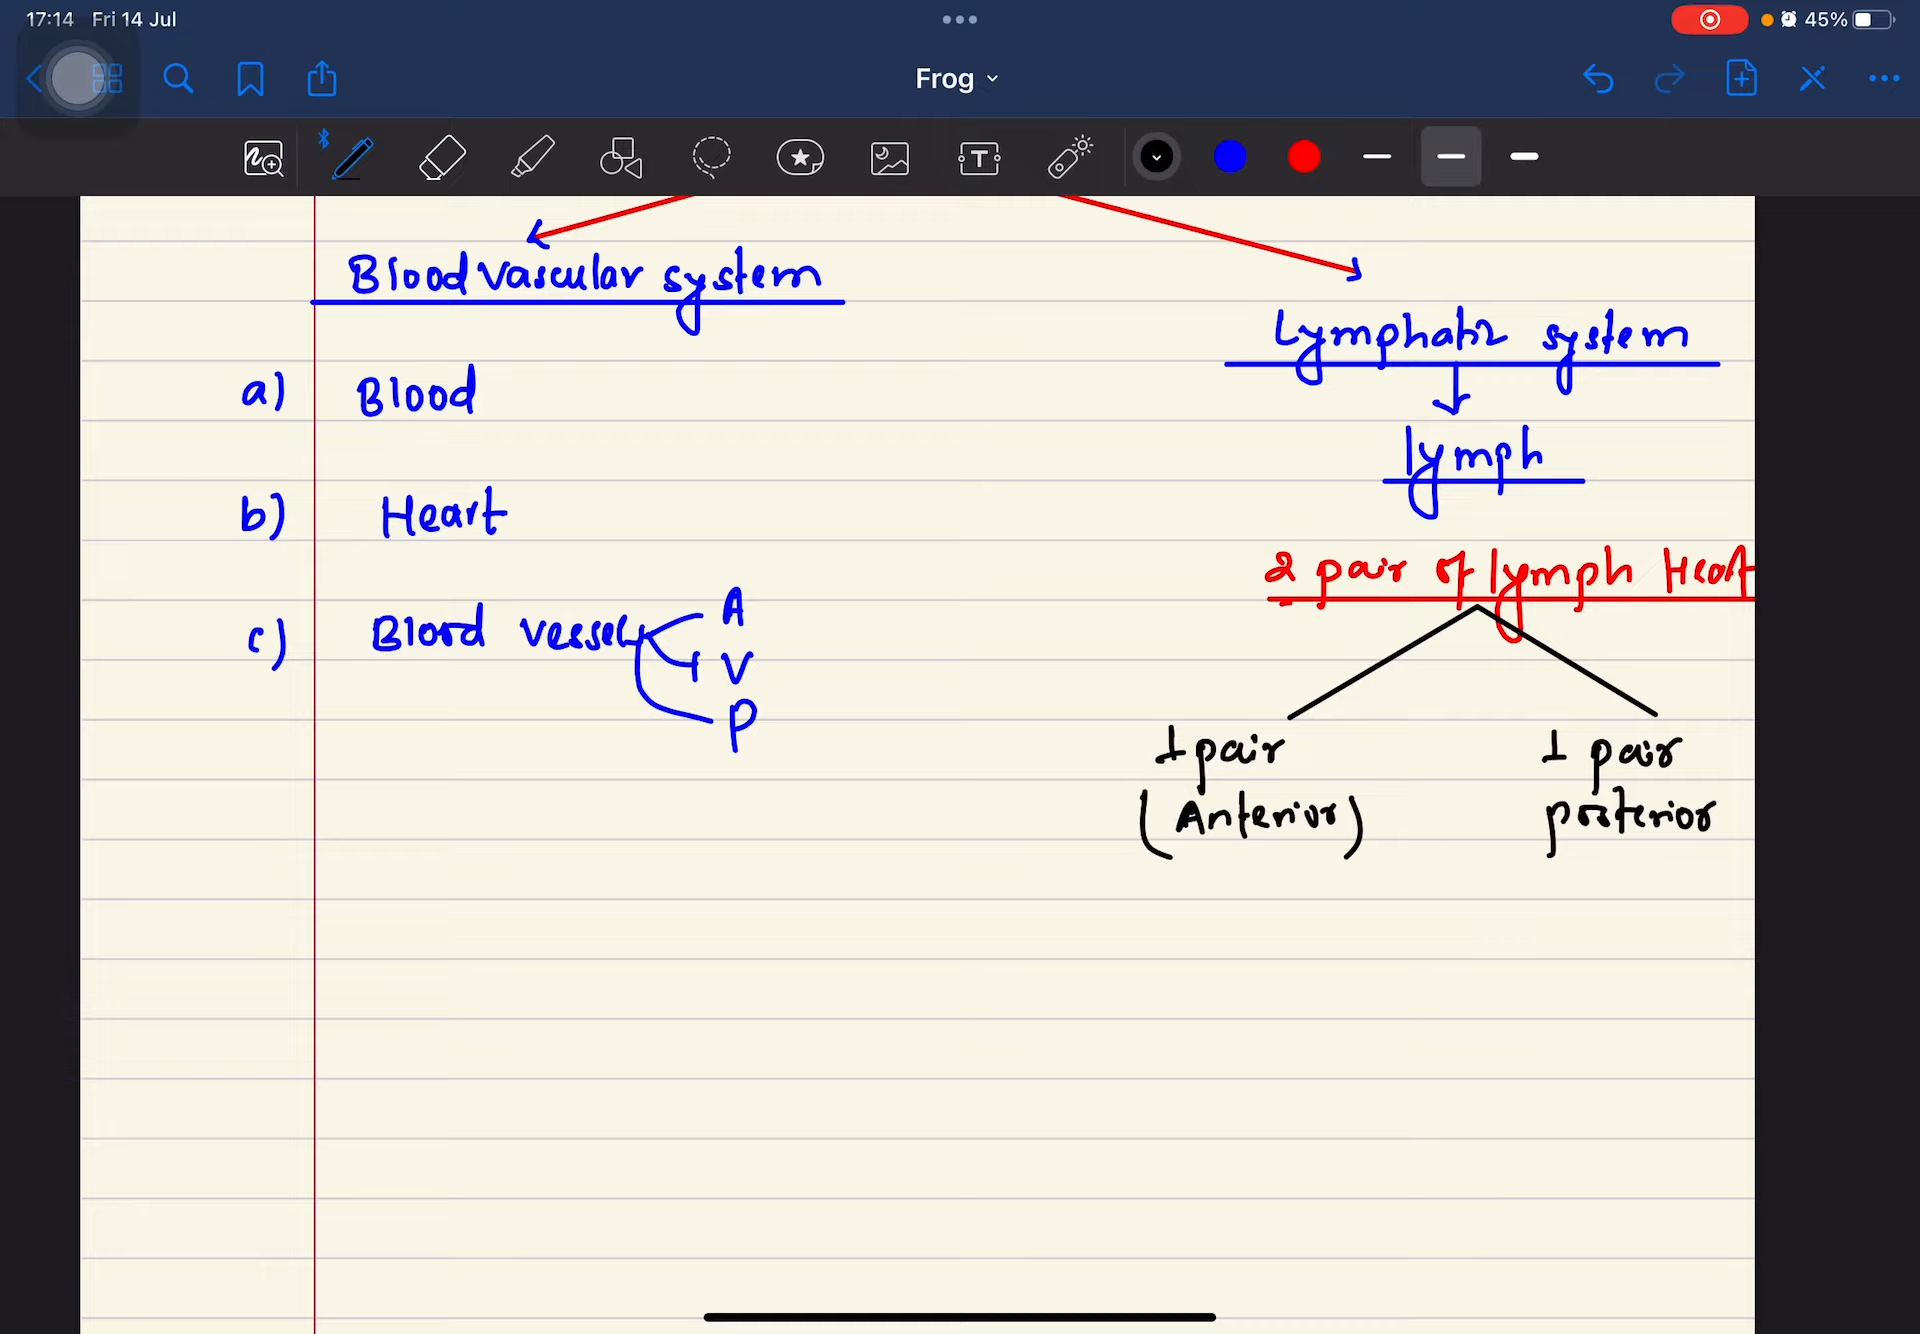 17:14 Fri 14 Jul
45%
Frog
T
Blood vascular system
Lymphatic system
a) Blood
lymph
b) Heart
2 pair of lymph Heart
c) Blood vessels
A
V
P
1 pair
(Anterior)
1 pair
posterior